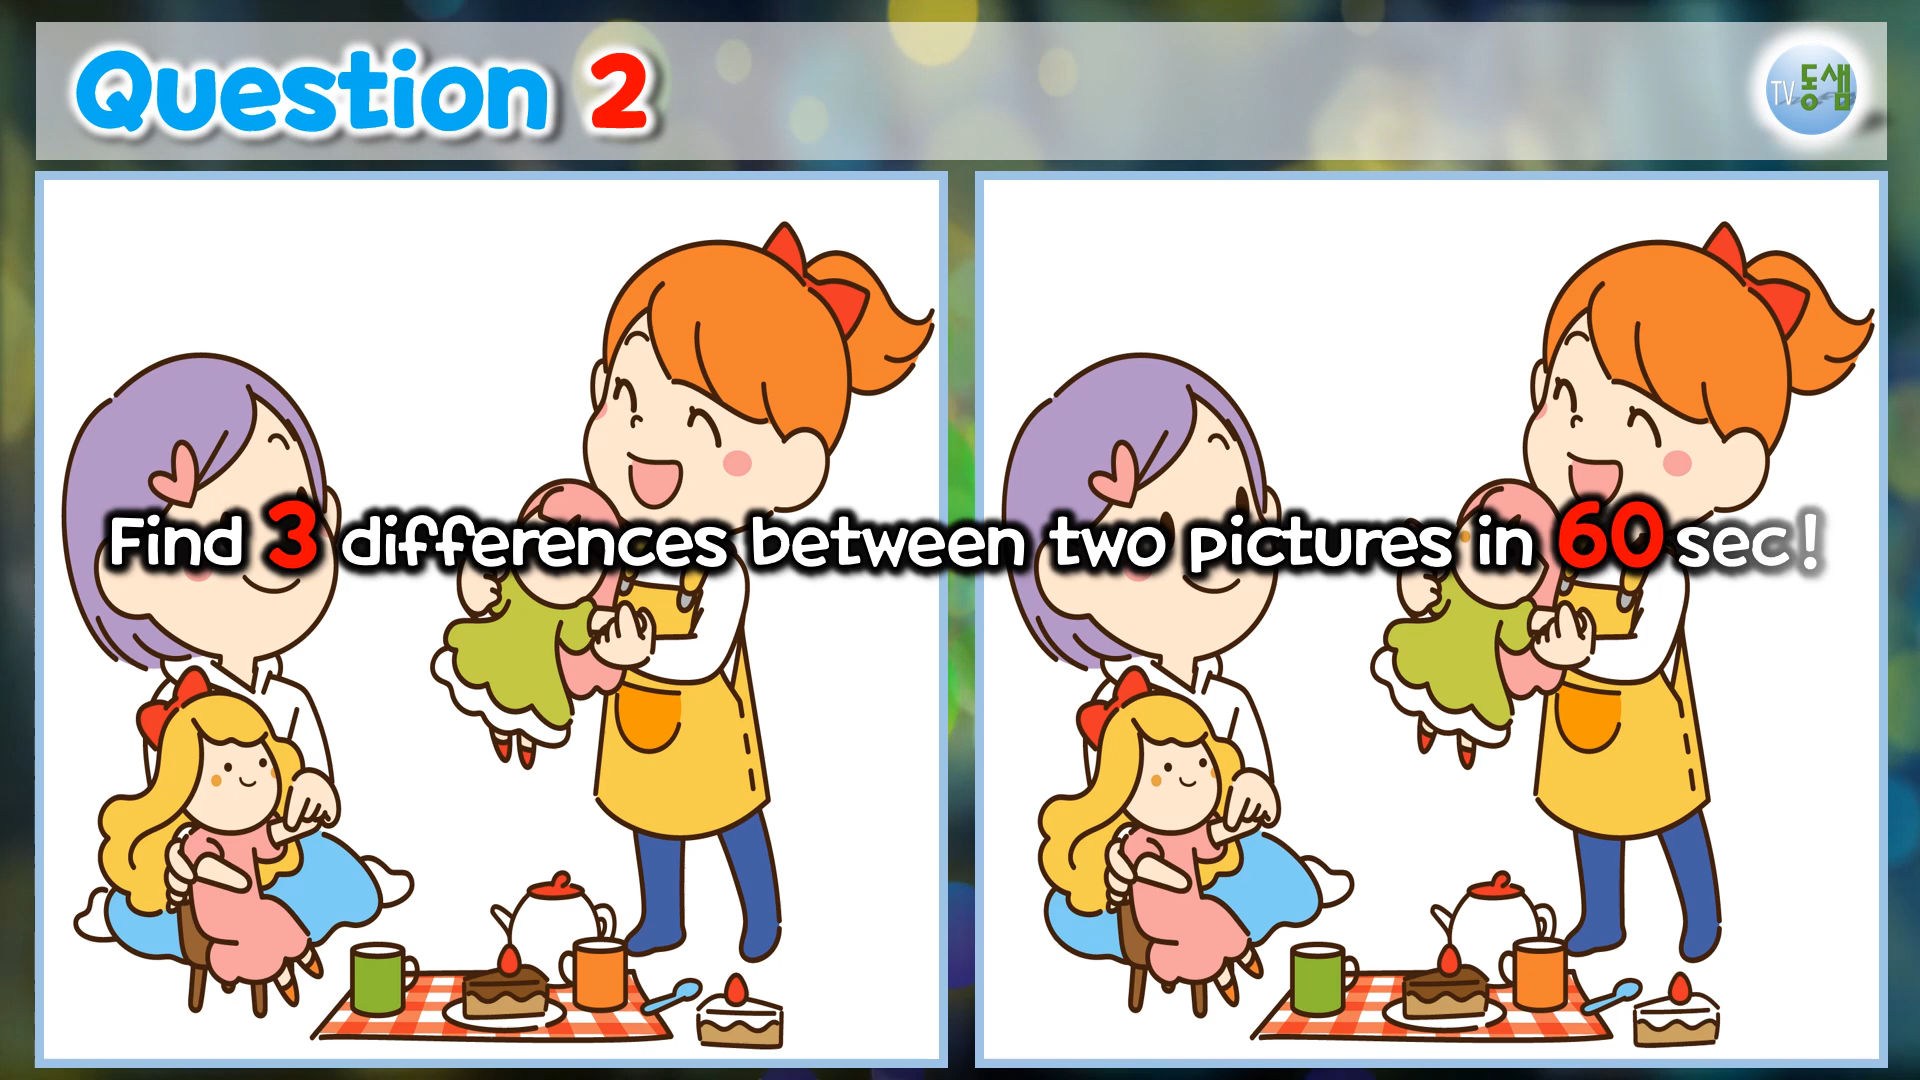 Question 2
TV동샘
Find 3 differences between two pictures in 60 sec!